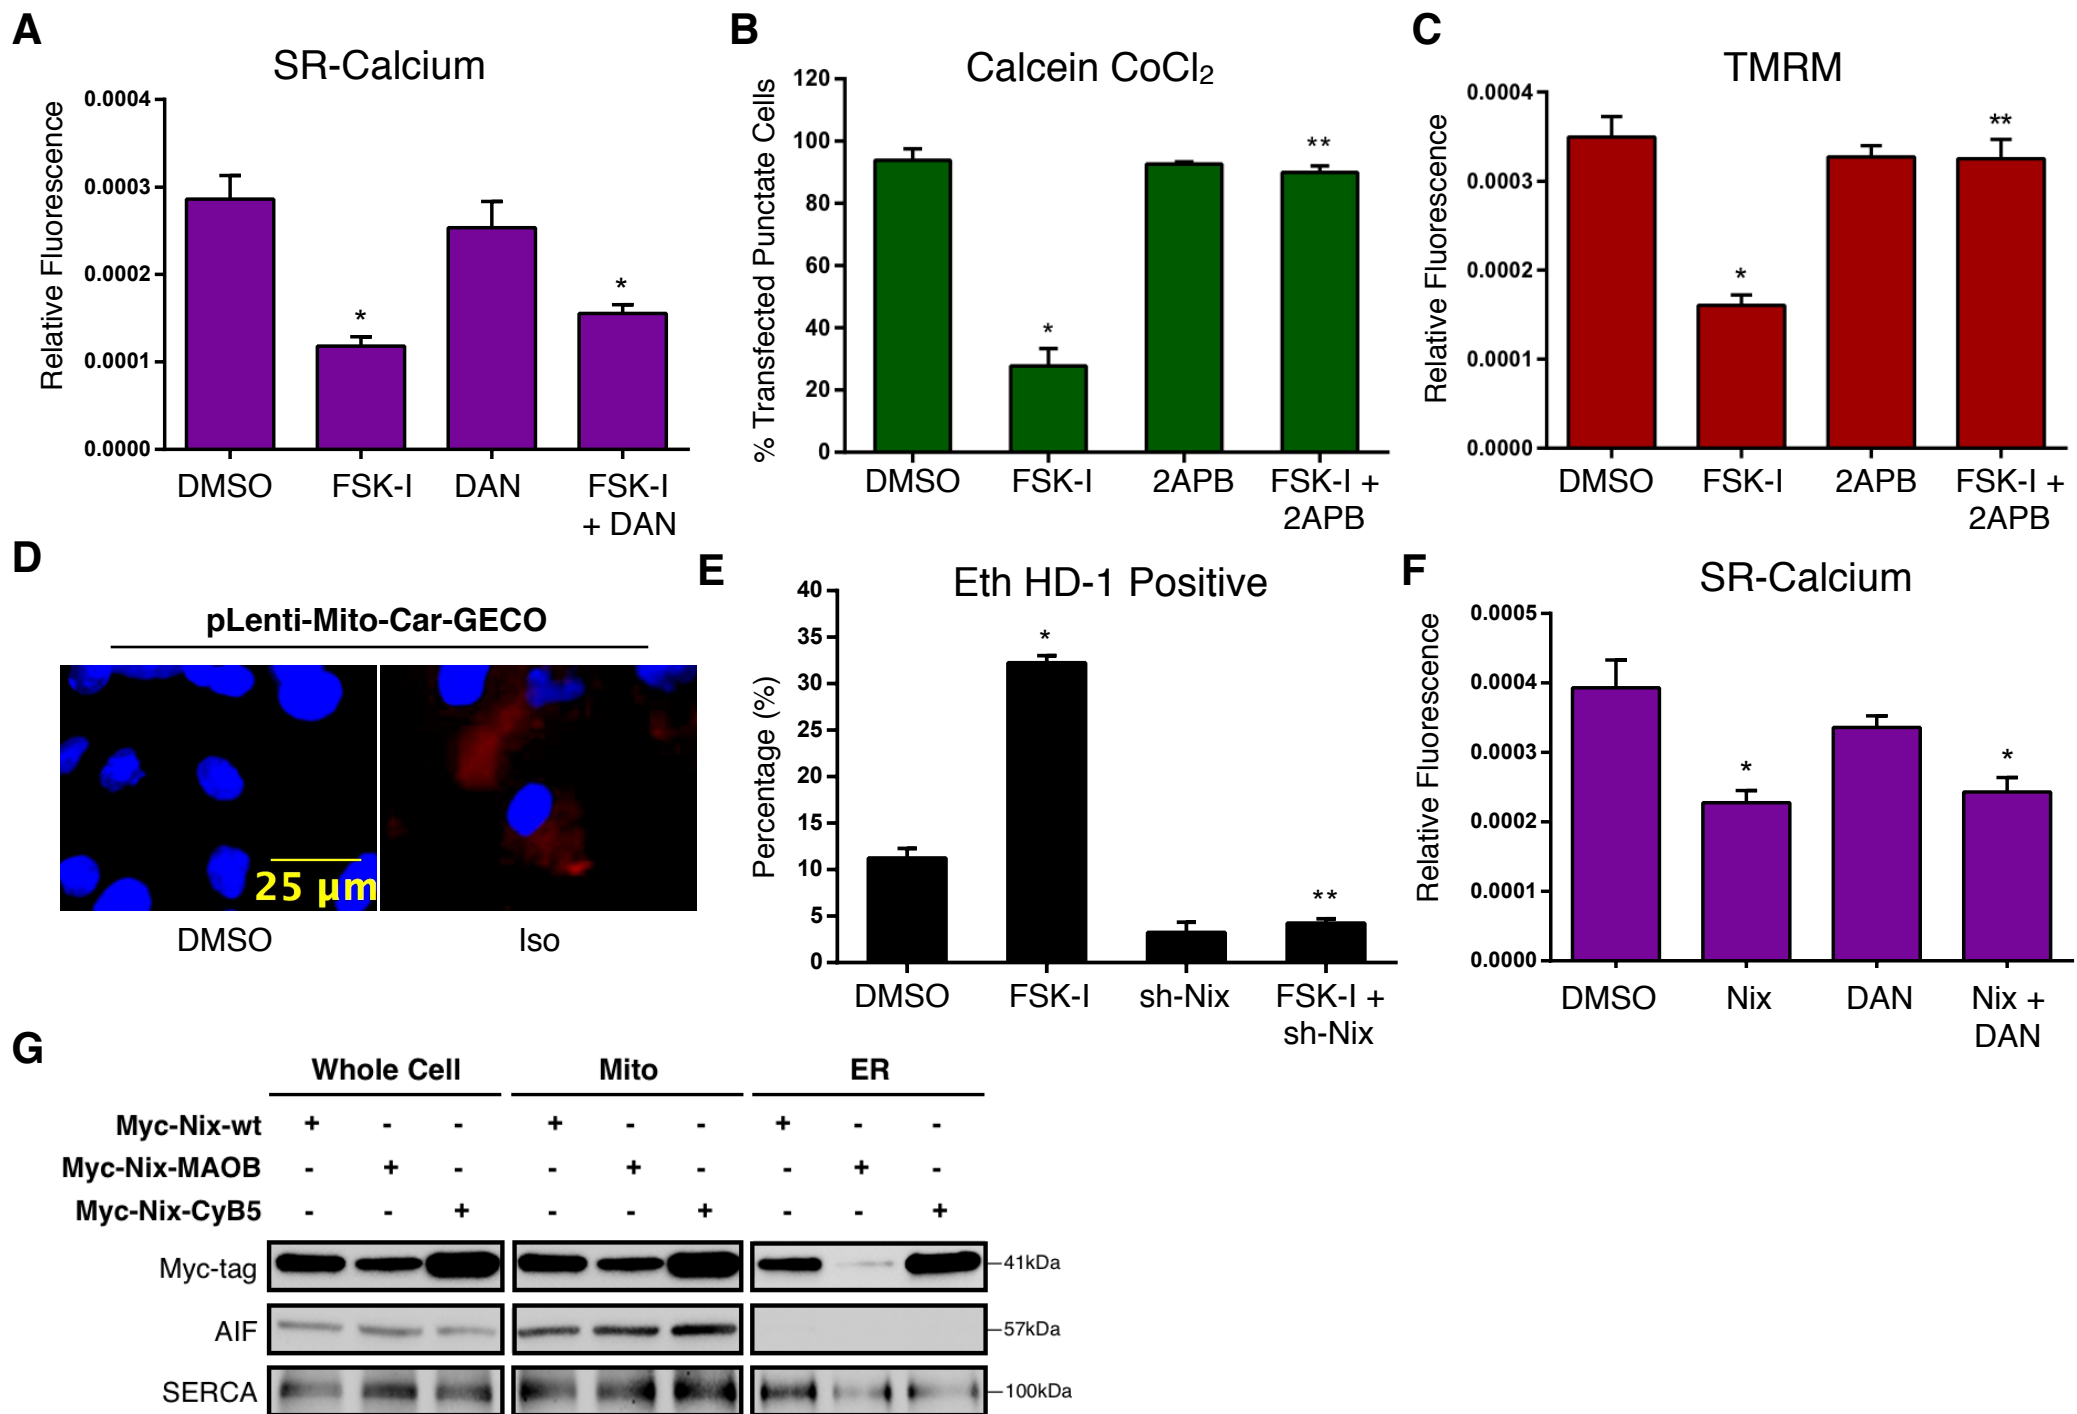 A
SR-Calcium
Relative Fluorescence
0.0004
0.0003
0.0002
0.0001
0.0000
*
*
DMSO FSK-I DAN FSK-I
+ DAN
B
Calcein CoCl₂
% Transfected Punctate Cells
120
100
80
60
40
20
0
*
**
DMSO FSK-I 2APB FSK-I +
2APB
C
TMRM
Relative Fluorescence
0.0004
0.0003
0.0002
0.0001
0.0000
*
**
DMSO FSK-I 2APB FSK-I +
2APB
D
pLenti-Mito-Car-GECO
25 µm
DMSO Iso
E
Eth HD-1 Positive
Percentage (%)
40
35
30
25
20
15
10
5
0
*
**
DMSO FSK-I sh-Nix FSK-I +
sh-Nix
F
SR-Calcium
Relative Fluorescence
0.0005
0.0004
0.0003
0.0002
0.0001
0.0000
*
*
DMSO Nix DAN Nix +
DAN
G
Whole Cell Mito ER
Myc-Nix-wt + - - + - - + - -
Myc-Nix-MAOB - + - - + - - + -
Myc-Nix-CyB5 - - + - - + - - +
Myc-tag 41kDa
AIF 57kDa
SERCA 100kDa